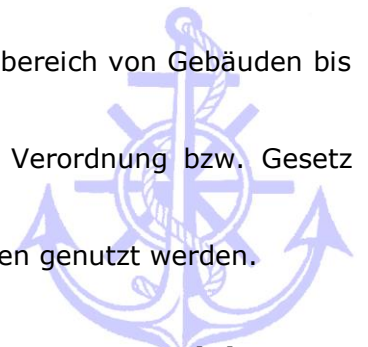 bereich von Gebäuden bis
Verordnung bzw. Gesetz
en genutzt werden.